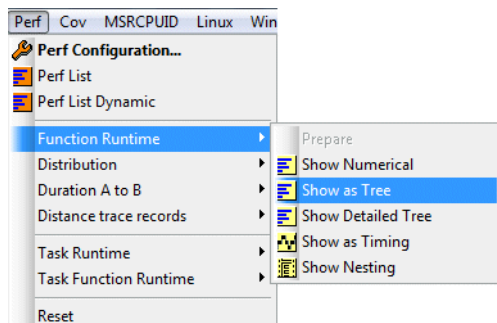 Perf Cov MSRCPUID Linux Win
Perf Configuration...
Perf List
Perf List Dynamic
Function Runtime
Distribution
Duration A to B
Distance trace records
Task Runtime
Task Function Runtime
Reset
Prepare
Show Numerical
Show as Tree
Show Detailed Tree
Show as Timing
Show Nesting